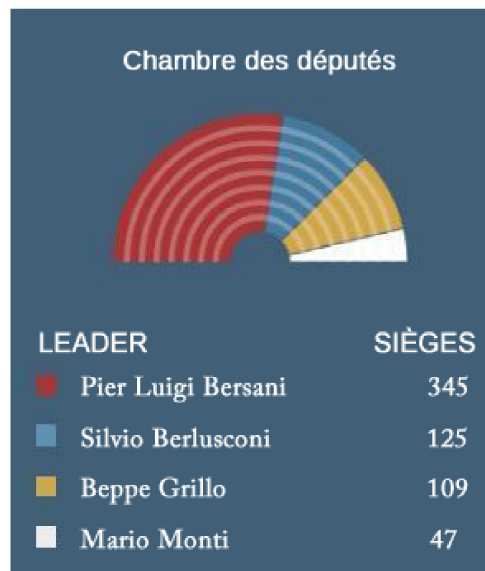 Chambre des députés
LEADER SIÈGES
Pier Luigi Bersani 345
Silvio Berlusconi 125
Beppe Grillo 109
Mario Monti 47